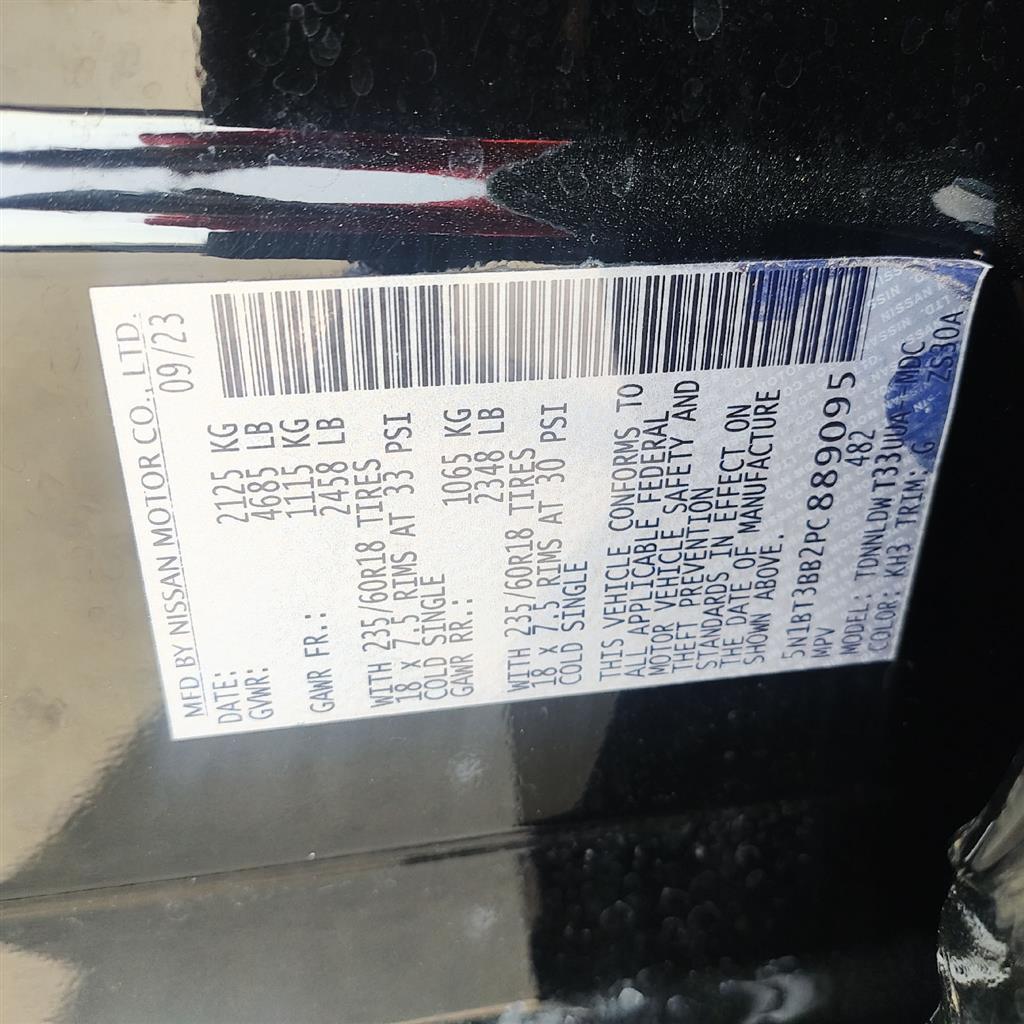 MFD BY NISSAN MOTOR CO., LTD.
DATE: 09/23
GVWR: 2125 KG
4685 LB
GAWR FR.: 1115 KG
2458 LB
WITH 235/60R18 TIRES
18 X 7.5 RIMS AT 33 PSI
COLD SINGLE
GAWR RR.: 1065 KG
2348 LB
WITH 235/60R18 TIRES
18 X 7.5 RIMS AT 30 PSI
COLD SINGLE
THIS VEHICLE CONFORMS TO
ALL APPLICABLE FEDERAL
MOTOR VEHICLE SAFETY AND
THEFT PREVENTION
STANDARDS IN EFFECT ON
THE DATE OF MANUFACTURE
SHOWN ABOVE.
5N1BT3BB2PC889095
MPV 482
MODEL: TDNNLDWT33UUA - MDC
COLOR: KH3 TRIM: G ZS30A